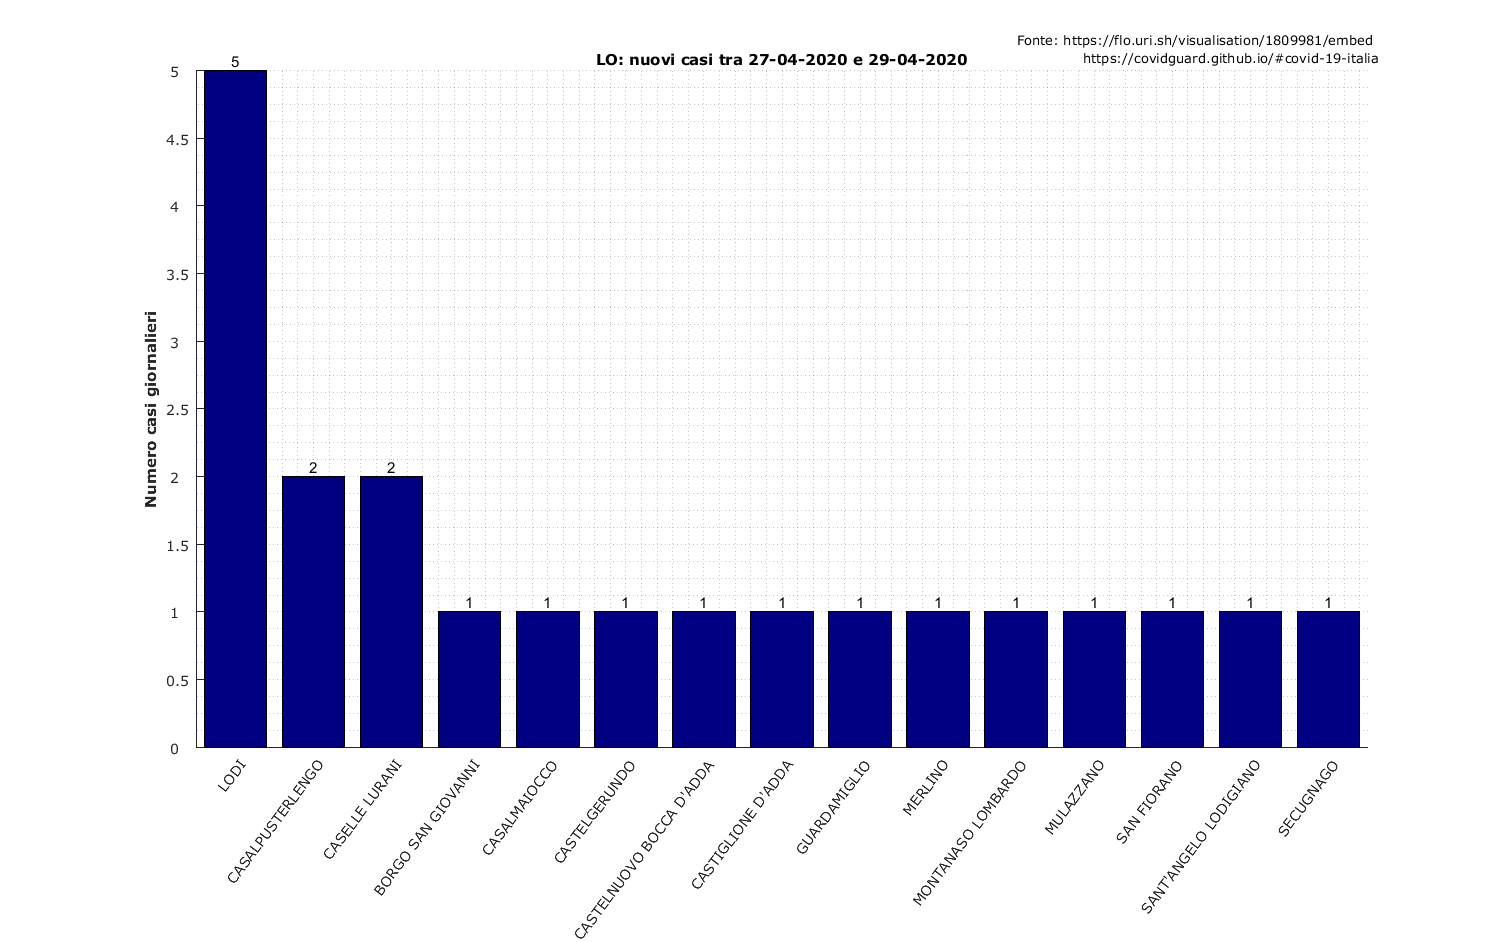 Fonte: https://flo.uri.sh/visualisation/1809981/embed
https://covidguard.github.io/#covid-19-italia
LO: nuovi casi tra 27-04-2020 e 29-04-2020
Numero casi giornalieri
5
4.5
4
3.5
3
2.5
2
1.5
1
0.5
0
5
2
2
1
1
1
1
1
1
1
1
1
1
1
1
LODI
CASALPUSTERLENGO
CASELLE LURANI
BORGO SAN GIOVANNI
CASALMAIOCCO
CASTELGERUNDO
CASTELNUOVO BOCCA D'ADDA
CASTIGLIONE D'ADDA
GUARDAMIGLIO
MERLINO
MONTANASO LOMBARDO
MULAZZANO
SAN FIORANO
SANT'ANGELO LODIGIANO
SECUGNAGO